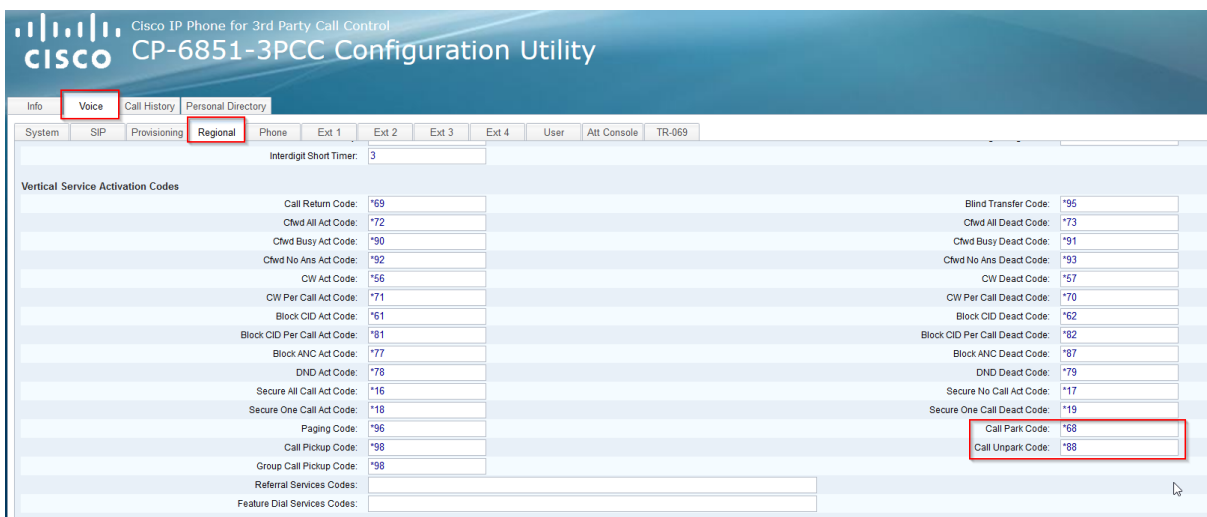 Cisco IP Phone for 3rd Party Call Control
CISCO CP-6851-3PCC Configuration Utility
Info Voice Call History Personal Directory
System SIP Provisioning Regional Phone Ext 1 Ext 2 Ext 3 Ext 4 User Att Console TR-069
Interdigit Short Timer: 3
Vertical Service Activation Codes
Call Return Code: *69 Blind Transfer Code: *95
Cfwd All Act Code: *72 Cfwd All Deact Code: *73
Cfwd Busy Act Code: *90 Cfwd Busy Deact Code: *91
Cfwd No Ans Act Code: *92 Cfwd No Ans Deact Code: *93
CW Act Code: *56 CW Deact Code: *57
CW Per Call Act Code: *71 CW Per Call Deact Code: *70
Block CID Act Code: *61 Block CID Deact Code: *62
Block CID Per Call Act Code: *81 Block CID Per Call Deact Code: *82
Block ANC Act Code: *77 Block ANC Deact Code: *87
DND Act Code: *78 DND Deact Code: *79
Secure All Call Act Code: *16 Secure No Call Act Code: *17
Secure One Call Act Code: *18 Secure One Call Deact Code: *19
Paging Code: *96 Call Park Code: *68
Call Pickup Code: *98 Call Unpark Code: *88
Group Call Pickup Code: *98
Referral Services Codes:
Feature Dial Services Codes: